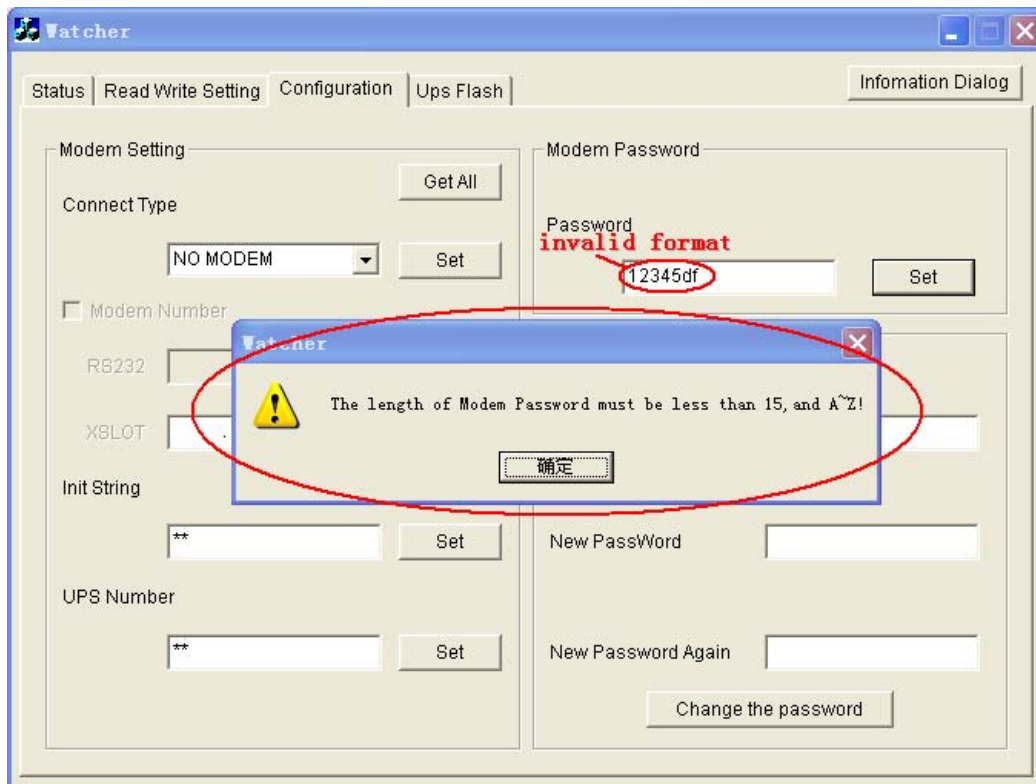 Watcher
Infomation Dialog
Status Read Write Setting Configuration Ups Flash
Modem Setting
Get All
Connect Type
NO MODEM
Set
Modem Number
RS232
XSLOT
.
Init String
**
Set
UPS Number
**
Set
Modem Password
Password
invalid format
12345df
Set
Watcher
The length of Modem Password must be less than 15,and A~Z!
确定
New PassWord
New Password Again
Change the password